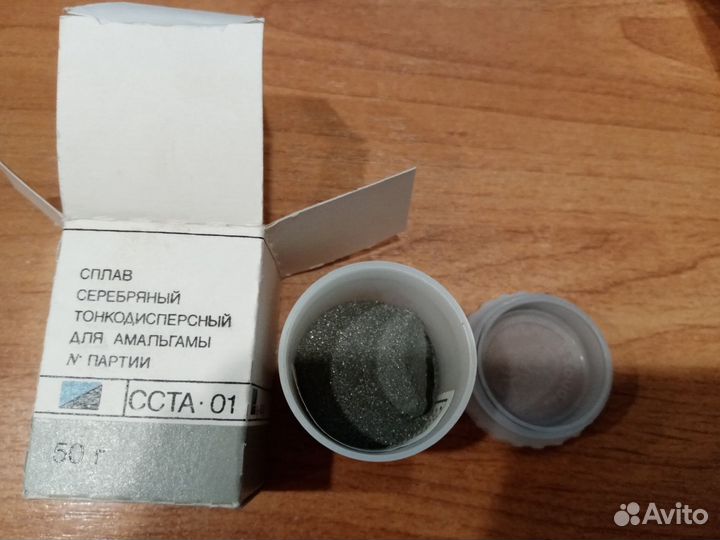 СПЛАВ
СЕРЕБРЯНЫЙ
ТОНКОДИСПЕРСНЫЙ
ДЛЯ АМАЛЬГАМЫ
№ ПАРТИИ
ССТА·01
50 г
Avito